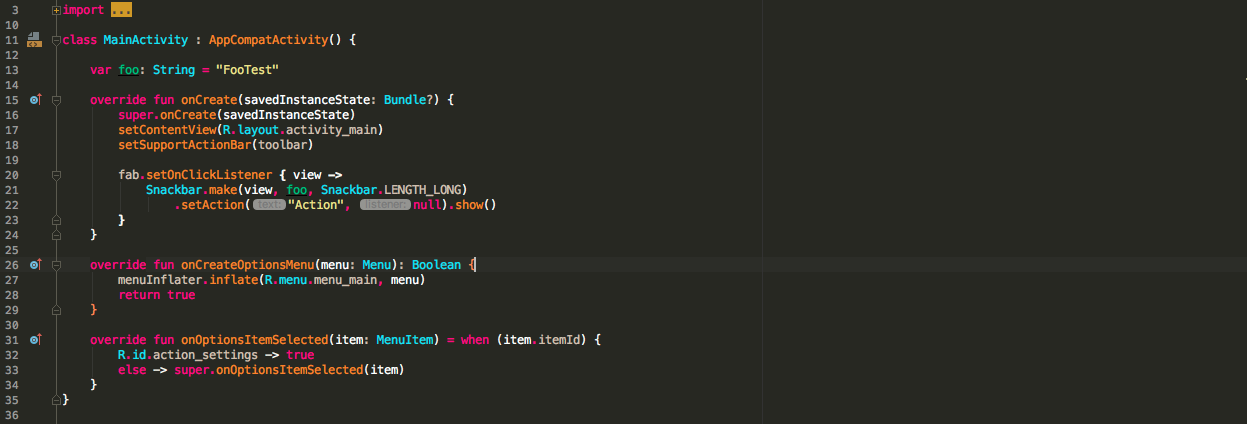 3 import ...
10
11 class MainActivity : AppCompatActivity() {
12
13     var foo: String = "FooTest"
14
15     override fun onCreate(savedInstanceState: Bundle?) {
16         super.onCreate(savedInstanceState)
17         setContentView(R.layout.activity_main)
18         setSupportActionBar(toolbar)
19
20         fab.setOnClickListener { view ->
21             Snackbar.make(view, foo, Snackbar.LENGTH_LONG)
22                 .setAction( text: "Action", listener: null).show()
23         }
24     }
25
26     override fun onCreateOptionsMenu(menu: Menu): Boolean {
27         menuInflater.inflate(R.menu.menu_main, menu)
28         return true
29     }
30
31     override fun onOptionsItemSelected(item: MenuItem) = when (item.itemId) {
32         R.id.action_settings -> true
33         else -> super.onOptionsItemSelected(item)
34     }
35 }
36